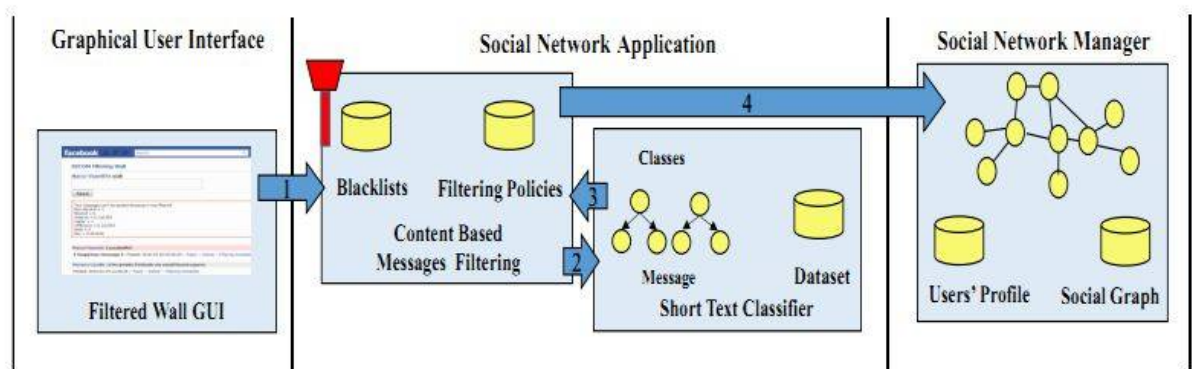 Graphical User Interface
Social Network Application
Social Network Manager
4
facebook
1
Blacklists
Filtering Policies
3
Classes
Content Based
Messages Filtering
2
Message
Dataset
Short Text Classifier
Filtered Wall GUI
Users' Profile
Social Graph